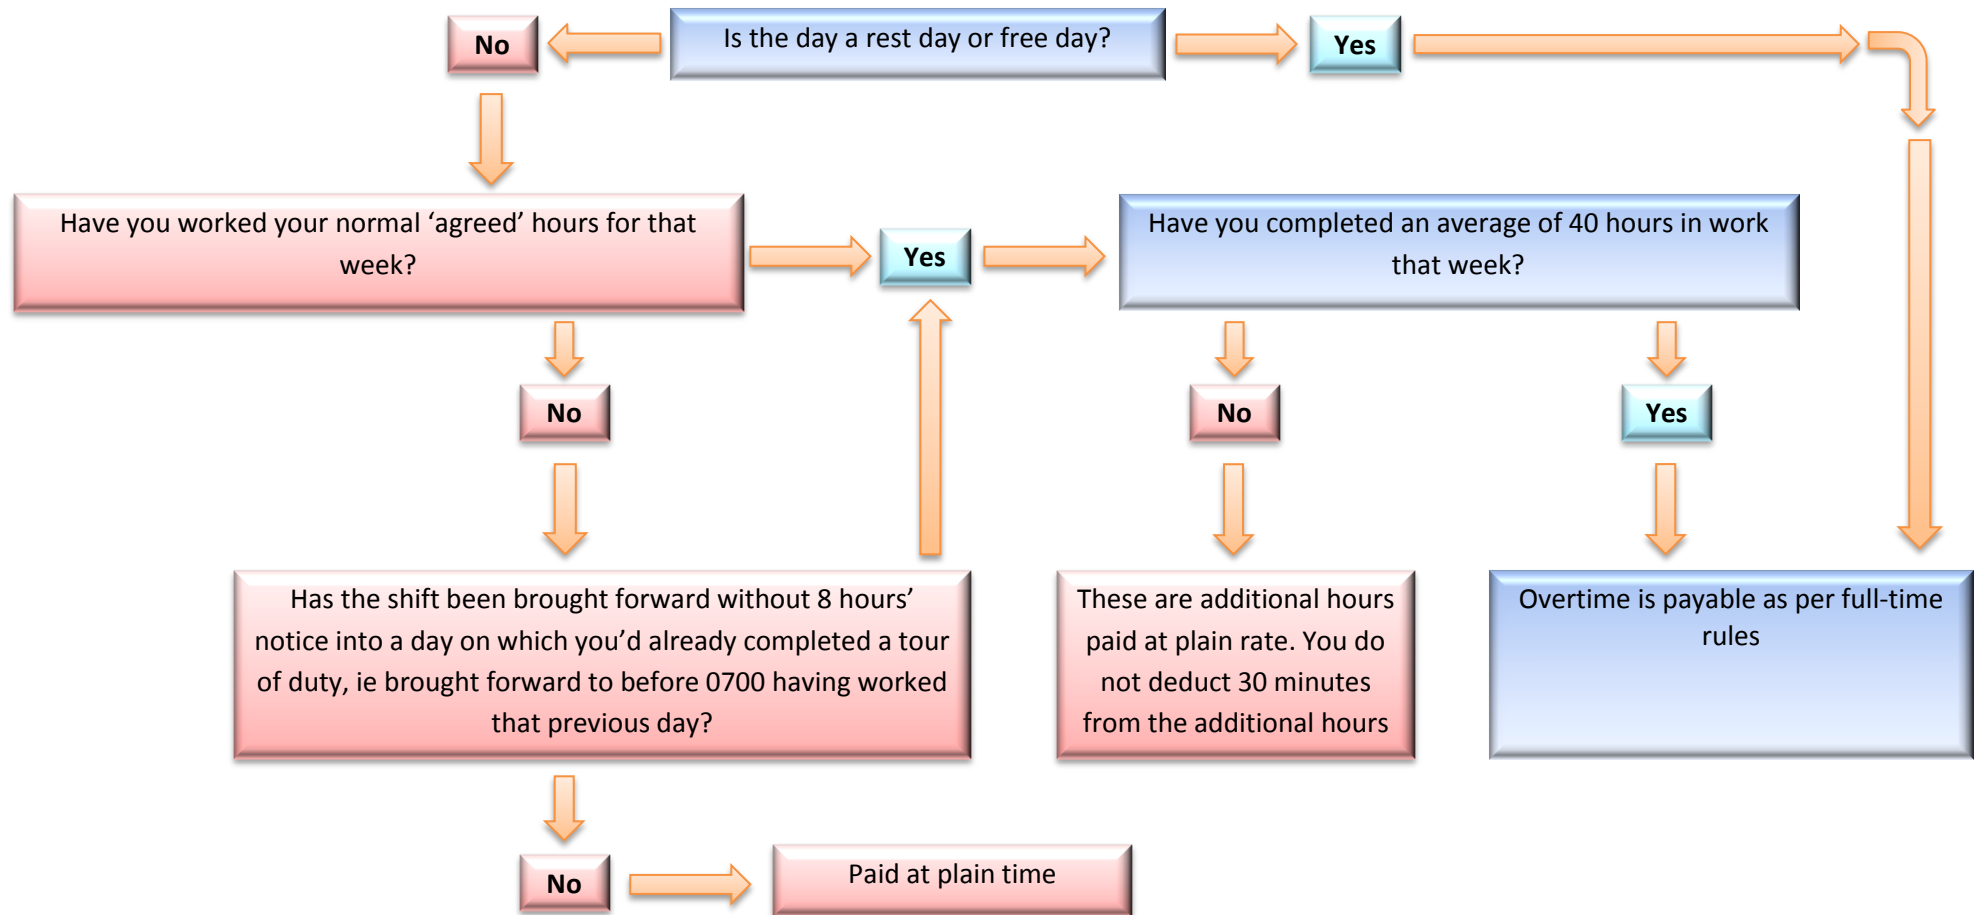 No
Is the day a rest day or free day?
Yes
Have you worked your normal ‘agreed’ hours for that
week?
Yes
Have you completed an average of 40 hours in work
that week?
No
No
Yes
Has the shift been brought forward without 8 hours’
notice into a day on which you’d already completed a tour
of duty, ie brought forward to before 0700 having worked
that previous day?
These are additional hours
paid at plain rate. You do
not deduct 30 minutes
from the additional hours
Overtime is payable as per full-time
rules
No
Paid at plain time